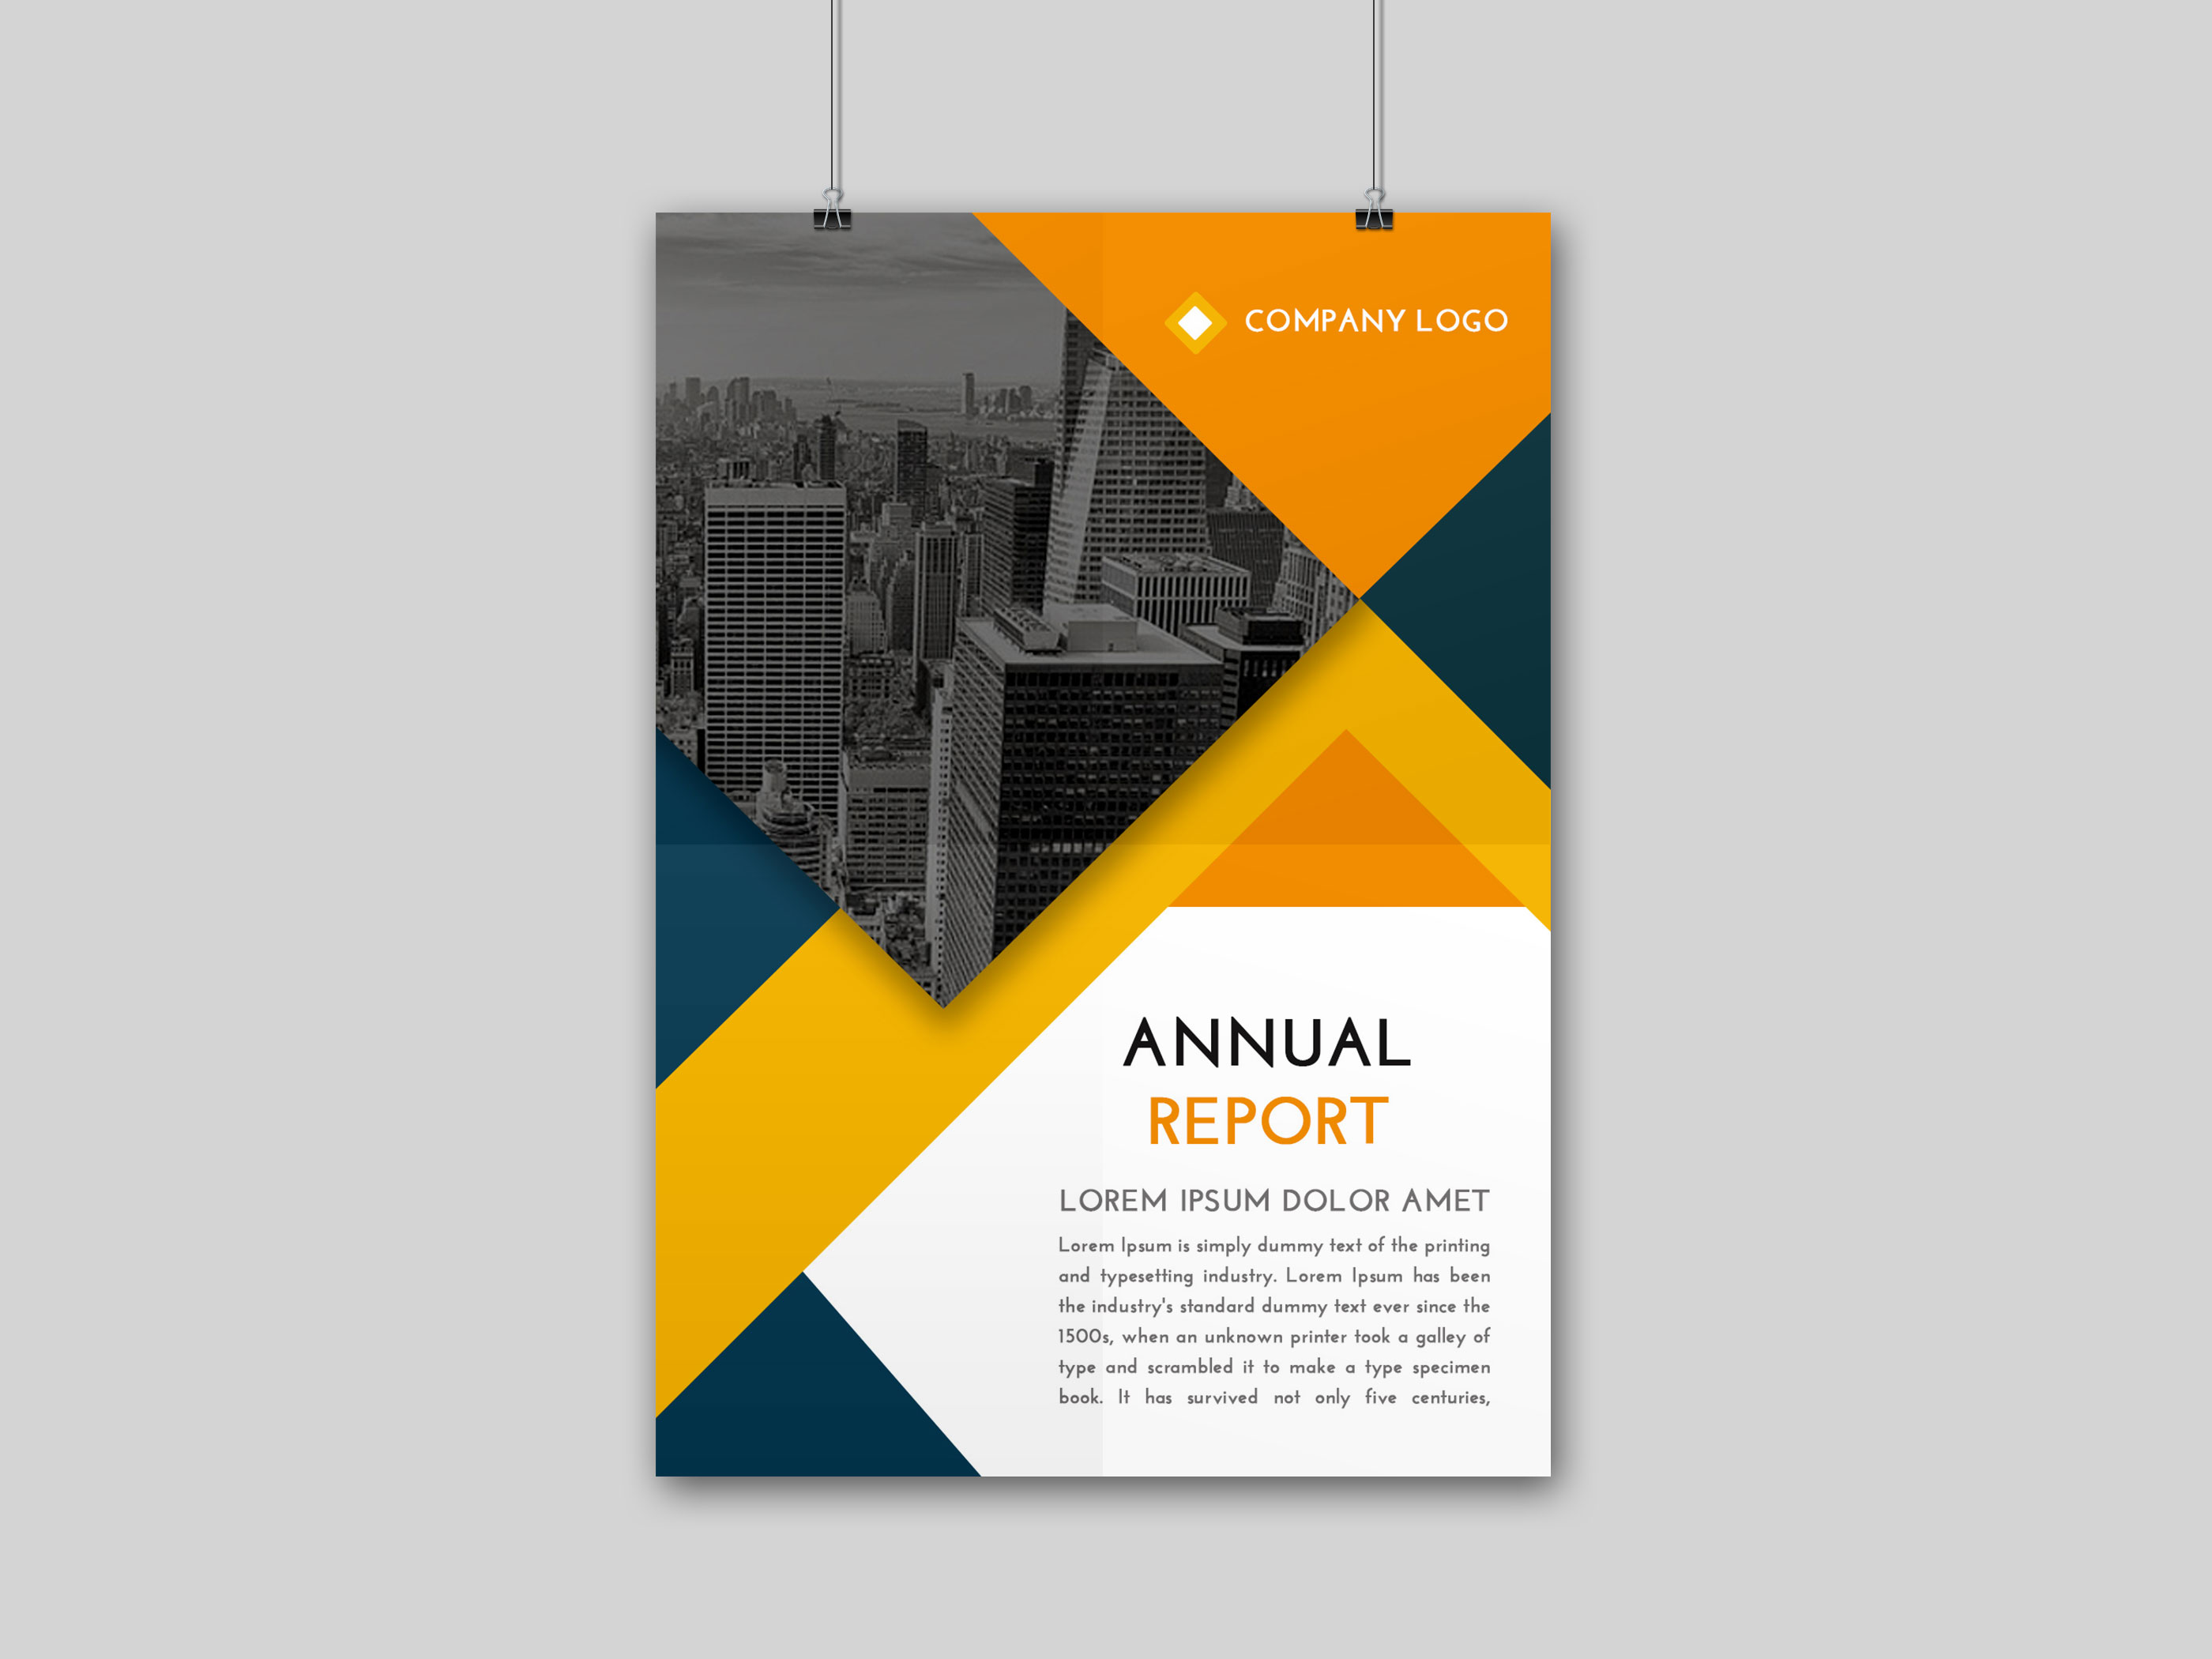 COMPANY LOGO
ANNUAL
REPORT
LOREM IPSUM DOLOR AMET
Lorem Ipsum is simply dummy text of the printing
and typesetting industry. Lorem Ipsum has been
the industry's standard dummy text ever since the
1500s, when an unknown printer took a galley of
type and scrambled it to make a type specimen
book. It has survived not only five centuries,